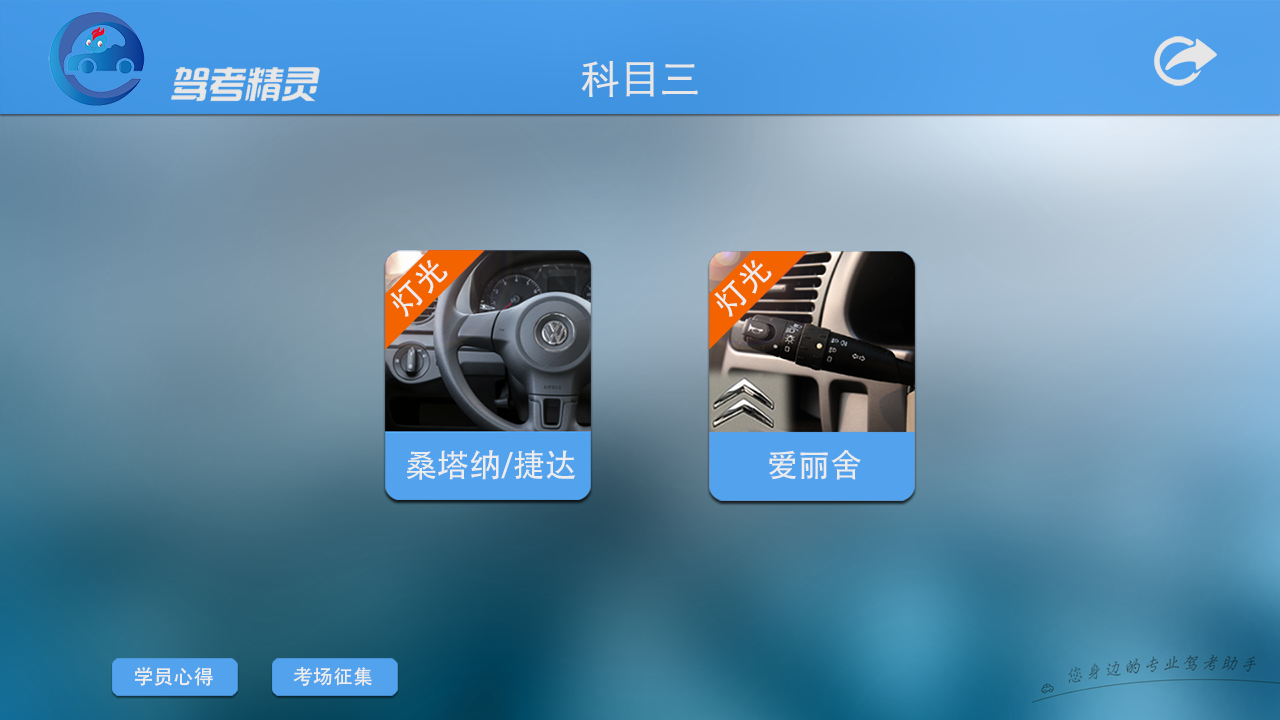 驾考精灵
科目三
灯光
灯光
桑塔纳/捷达
爱丽舍
学员心得
考场征集
您身边的专业驾考助手